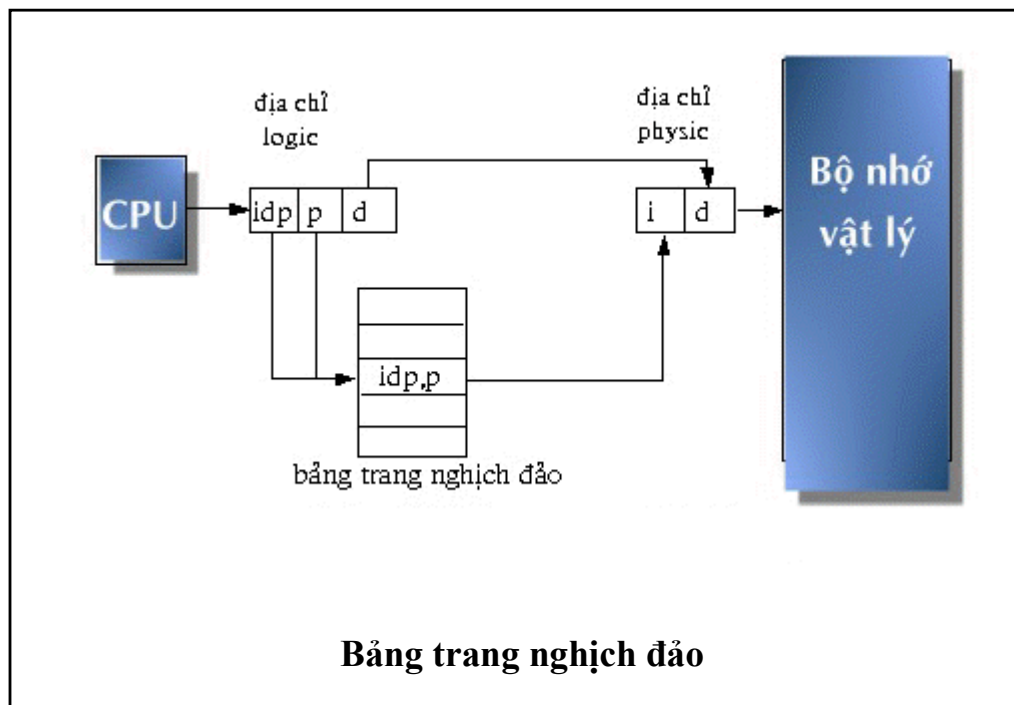 địa chỉ
logic
địa chỉ
physic
CPU
idp p d
i d
Bộ nhớ
vật lý
idp,p
bảng trang nghịch đảo
Bảng trang nghịch đảo